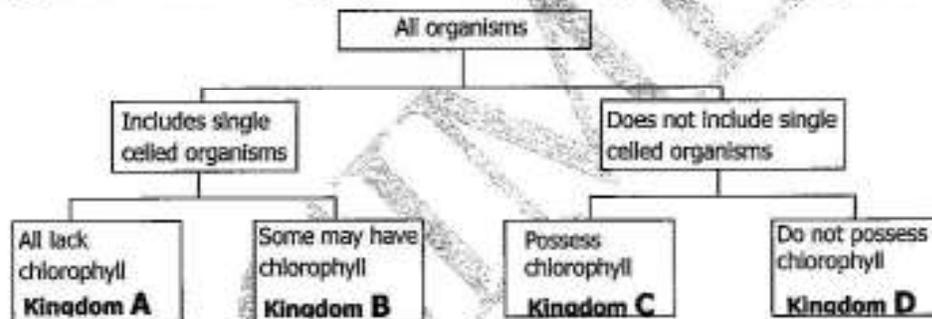 All organisms
Includes single
celled organisms
Does not include single
celled organisms
All lack
chlorophyll
Kingdom A
Some may have
chlorophyll
Kingdom B
Possess
chlorophyll
Kingdom C
Do not possess
chlorophyll
Kingdom D